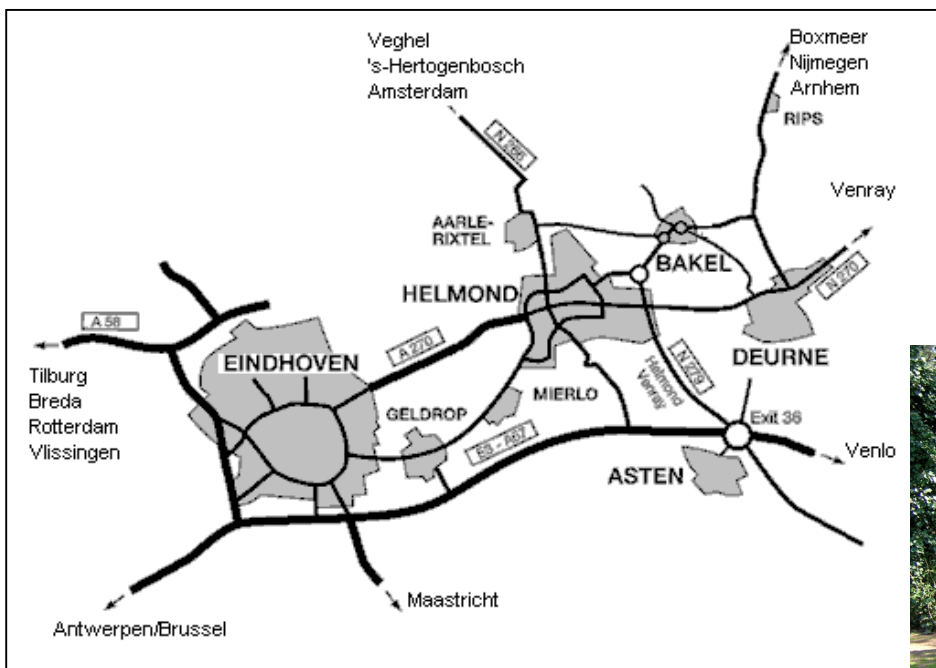 Veghel
's-Hertogenbosch
Amsterdam
Boxmeer
Nijmegen
Arnhem
RIPS
N 266
Venray
AARLE-
RIXTEL
BAKEL
HELMOND
N 270
A 58
A 270
EINDHOVEN
DEURNE
N 279
Helmond
Venray
Tilburg
Breda
Rotterdam
Vlissingen
GELDROP
MIERLO
Exit 36
E3 - A67
Venlo
ASTEN
Maastricht
Antwerpen/Brussel